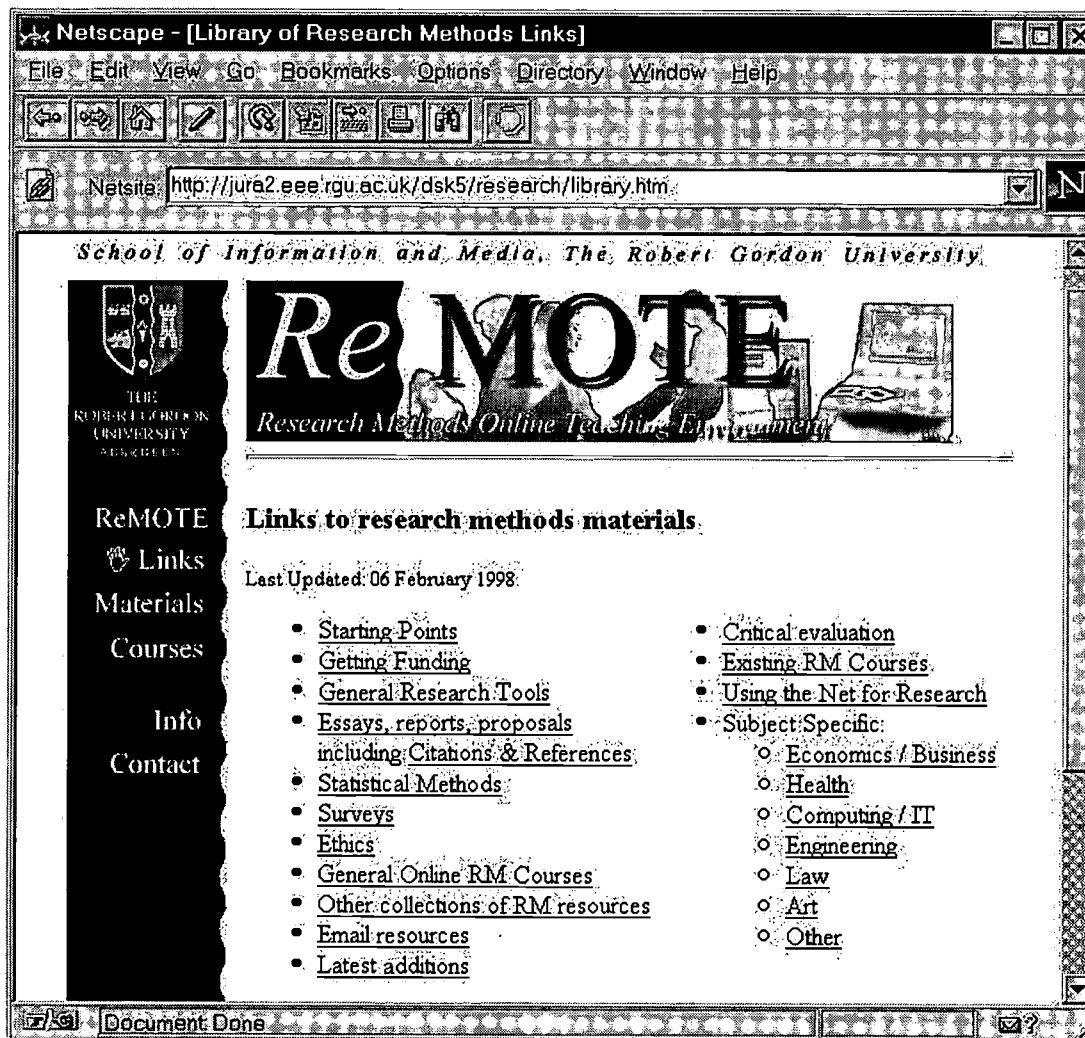 Netscape - [Library of Research Methods Links]
File Edit View Go Bookmarks Options Directory Window Help
Netsite: http://jura2.eee.rgu.ac.uk/dsk5/research/library.htm
N
School of Information and Media, The Robert Gordon University
THE
ROBERT GORDON
UNIVERSITY
ABERDEEN
ReMOTE
Research Methods Online Teaching Environment
ReMOTE
Links
Materials
Courses
Info
Contact
Links to research methods materials
Last Updated: 06 February 1998
Starting Points
Getting Funding
General Research Tools
Essays, reports, proposals
including Citations & References
Statistical Methods
Surveys
Ethics
General Online RM Courses
Other collections of RM resources
Email resources
Latest additions
Critical evaluation
Existing RM Courses
Using the Net for Research
Subject Specific:
Economics / Business
Health
Computing / IT
Engineering
Law
Art
Other
Document Done
?